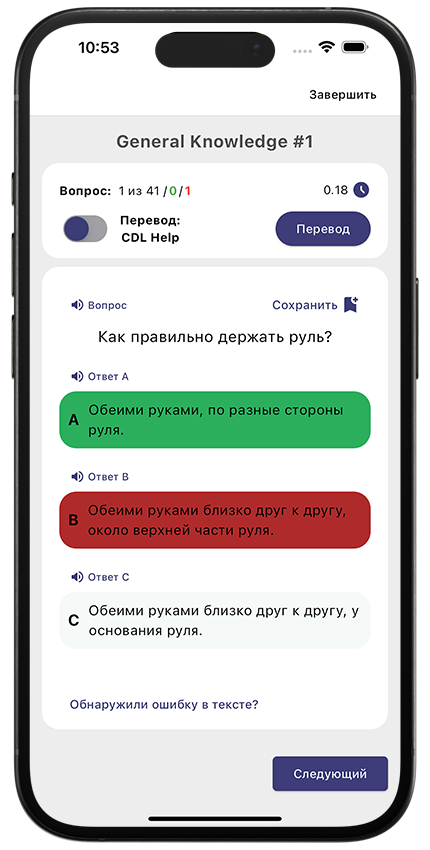 10:53
Завершить
General Knowledge #1
Вопрос: 1 из 41 /0/1
0.18
Перевод:
CDL Help
Перевод
Вопрос
Сохранить
Как правильно держать руль?
Ответ A
A
Обеими руками, по разные стороны
руля.
Ответ B
B
Обеими руками близко друг к другу,
около верхней части руля.
Ответ C
C
Обеими руками близко друг к другу, у
основания руля.
Обнаружили ошибку в тексте?
Следующий